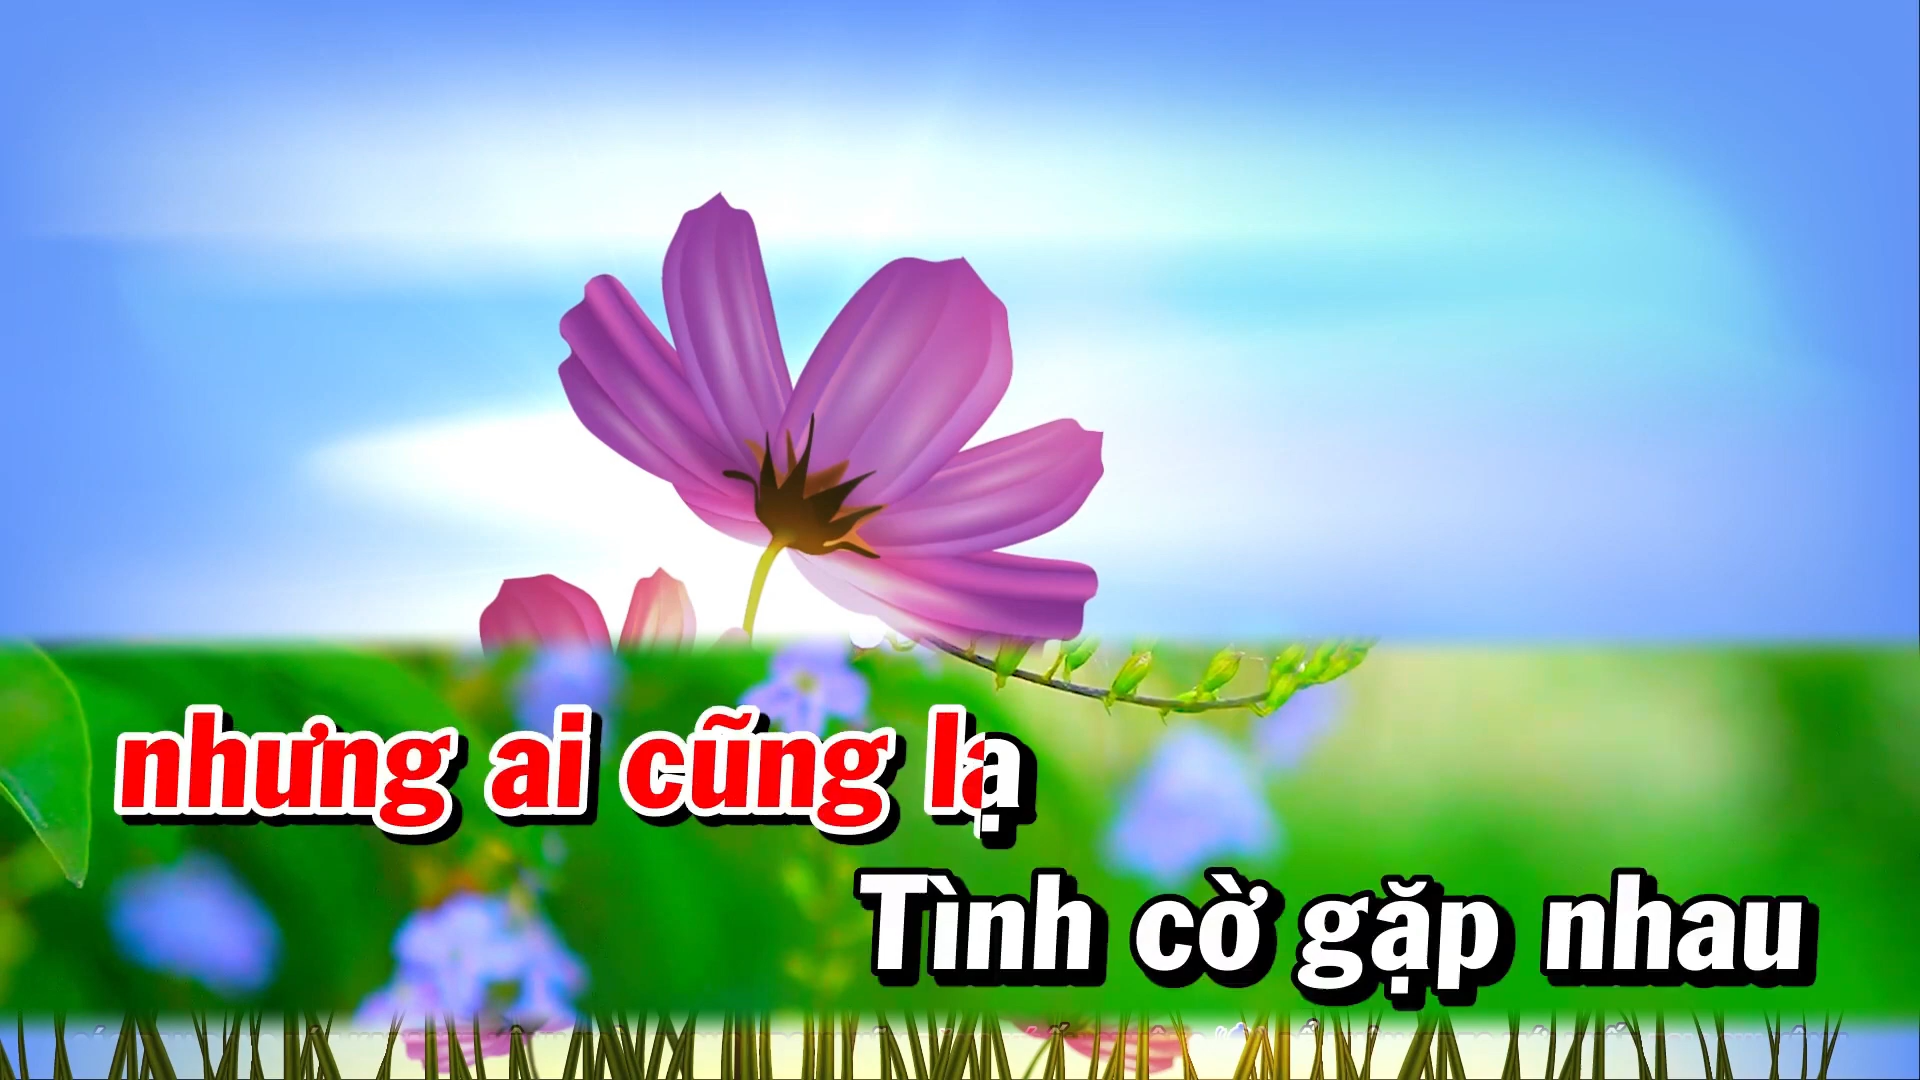 nhưng ai cũng lạ
Tình cờ gặp nhau